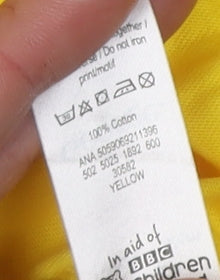 together /
/ Do not iron
print/motif
100% Cotton
ANA 5059069211396
502 5025 1892 600
30582
YELLOW
In aid of
BBC
children